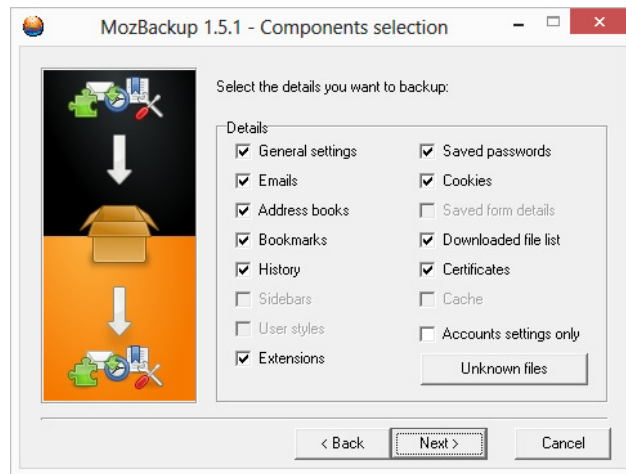 MozBackup 1.5.1 - Components selection
Select the details you want to backup:
Details
General settings
Emails
Address books
Bookmarks
History
Sidebars
User styles
Extensions
Saved passwords
Cookies
Saved form details
Downloaded file list
Certificates
Cache
Accounts settings only
Unknown files
< Back
Next >
Cancel